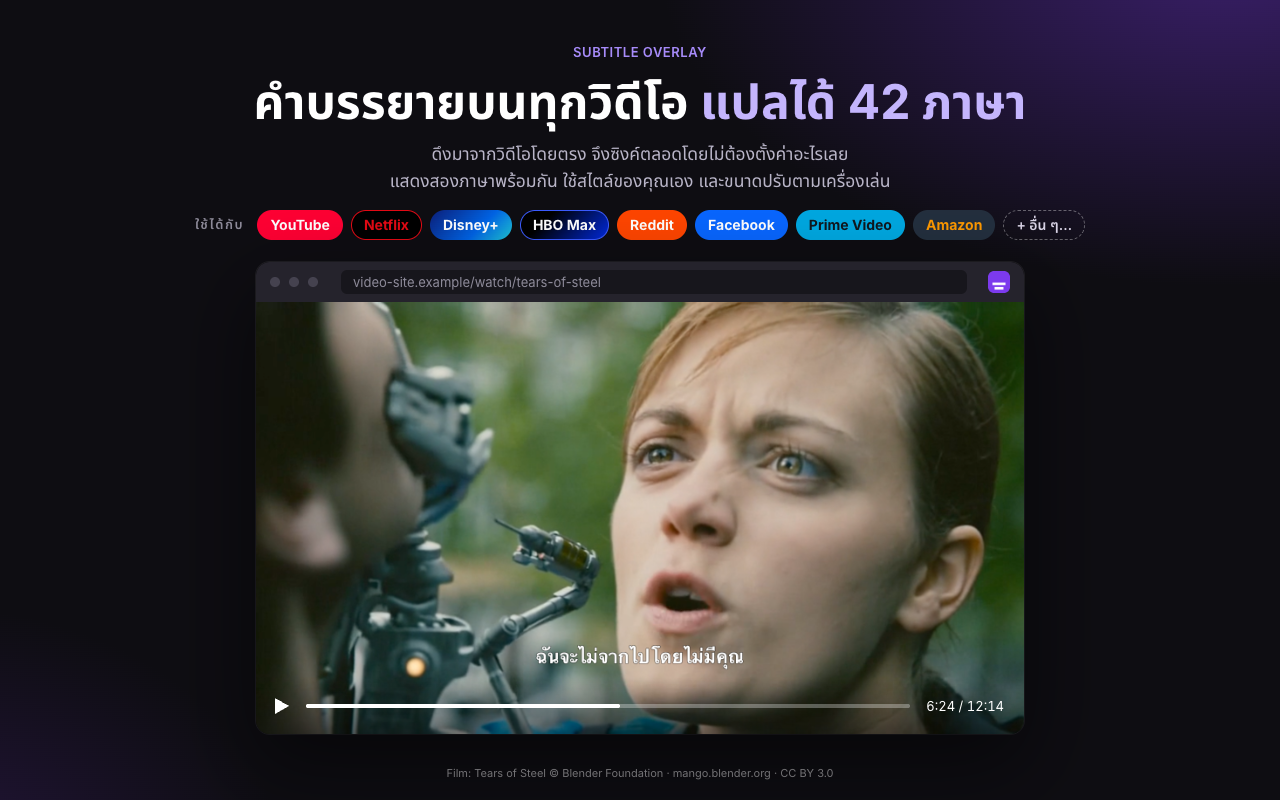 SUBTITLE OVERLAY
คำบรรยายบนทุกวิดีโอ แปลได้ 42 ภาษา
ดึงมาจากวิดีโอโดยตรง จึงซิงค์ตลอดโดยไม่ต้องตั้งค่าอะไรเลย
แสดงสองภาษาพร้อมกัน ใช้สไตล์ของคุณเอง และขนาดปรับตามเครื่องเล่น
ใช้ได้กับ YouTube Netflix Disney+ HBO Max Reddit Facebook Prime Video Amazon + อื่น ๆ...
video-site.example/watch/tears-of-steel
ฉันจะไม่จากไปโดยไม่มีคุณ
6:24 / 12:14
Film: Tears of Steel © Blender Foundation · mango.blender.org · CC BY 3.0